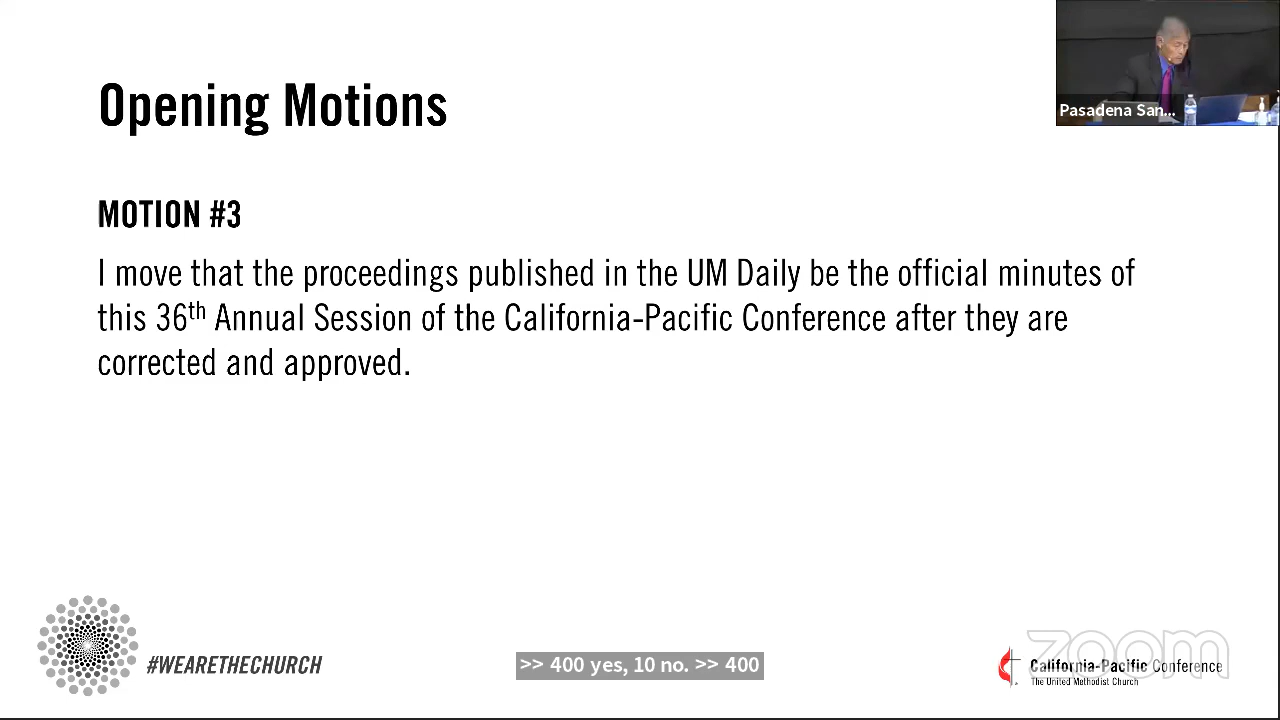 Pasadena San...
Opening Motions
MOTION #3
I move that the proceedings published in the UM Daily be the official minutes of
this 36th Annual Session of the California-Pacific Conference after they are
corrected and approved.
#WEARETHECHURCH
>> 400 yes, 10 no. >> 400
zoom
California-Pacific Conference
The United Methodist Church